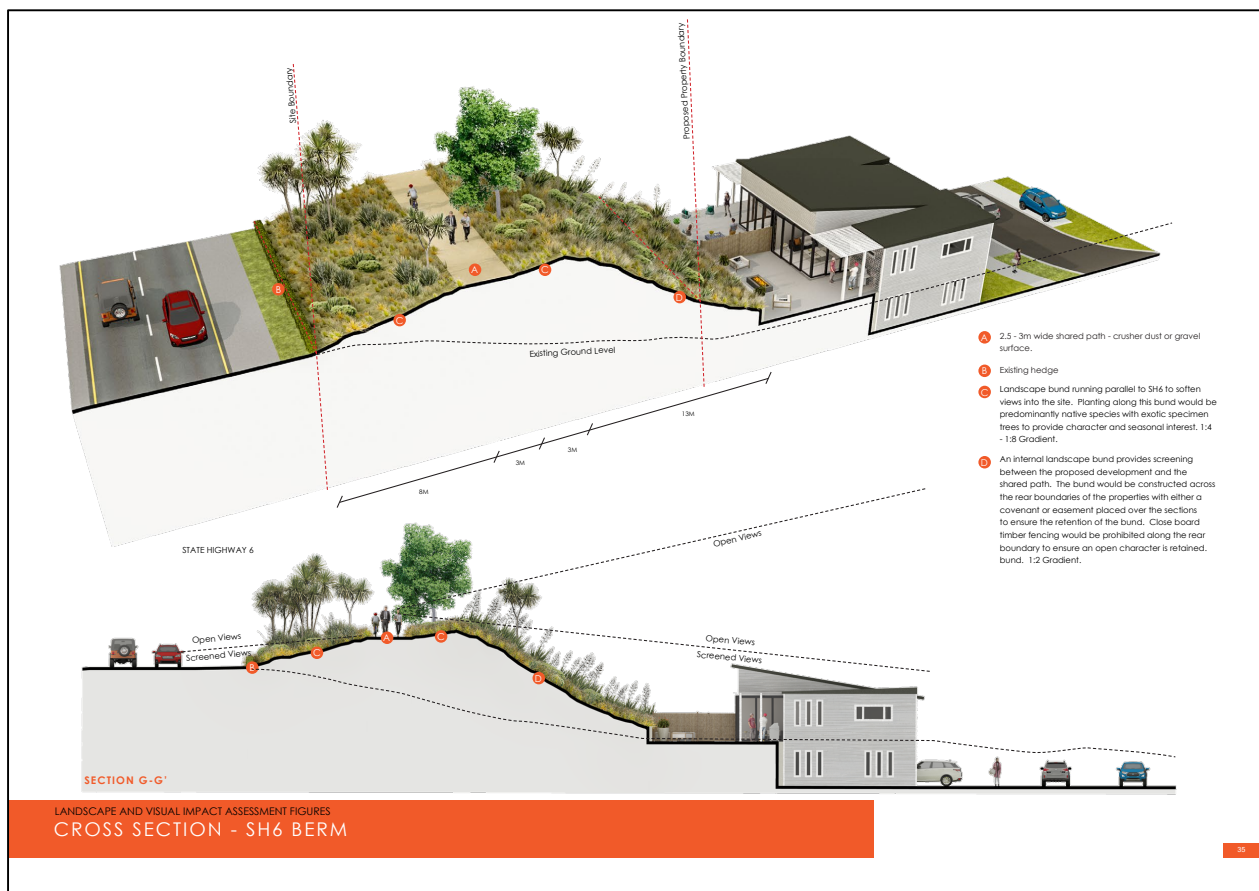 Site Boundary
Proposed Property Boundary
A
B
C
C
D
Existing Ground Level
8M
3M
3M
13M
A 2.5 - 3m wide shared path - crusher dust or gravel
surface.
B Existing hedge
C Landscape bund running parallel to SH6 to soften
views into the site. Planting along this bund would be
predominantly native species with exotic specimen
trees to provide character and seasonal interest. 1:4
- 1:8 Gradient.
D An internal landscape bund provides screening
between the proposed development and the
shared path. The bund would be constructed across
the rear boundaries of the properties with either a
covenant or easement placed over the sections
to ensure the retention of the bund. Close board
timber fencing would be prohibited along the rear
boundary to ensure an open character is retained.
bund. 1:2 Gradient.
STATE HIGHWAY 6
Open Views
Open Views
Screened Views
Open Views
Screened Views
B
C
A
C
D
SECTION G-G'
LANDSCAPE AND VISUAL IMPACT ASSESSMENT FIGURES
CROSS SECTION - SH6 BERM
35